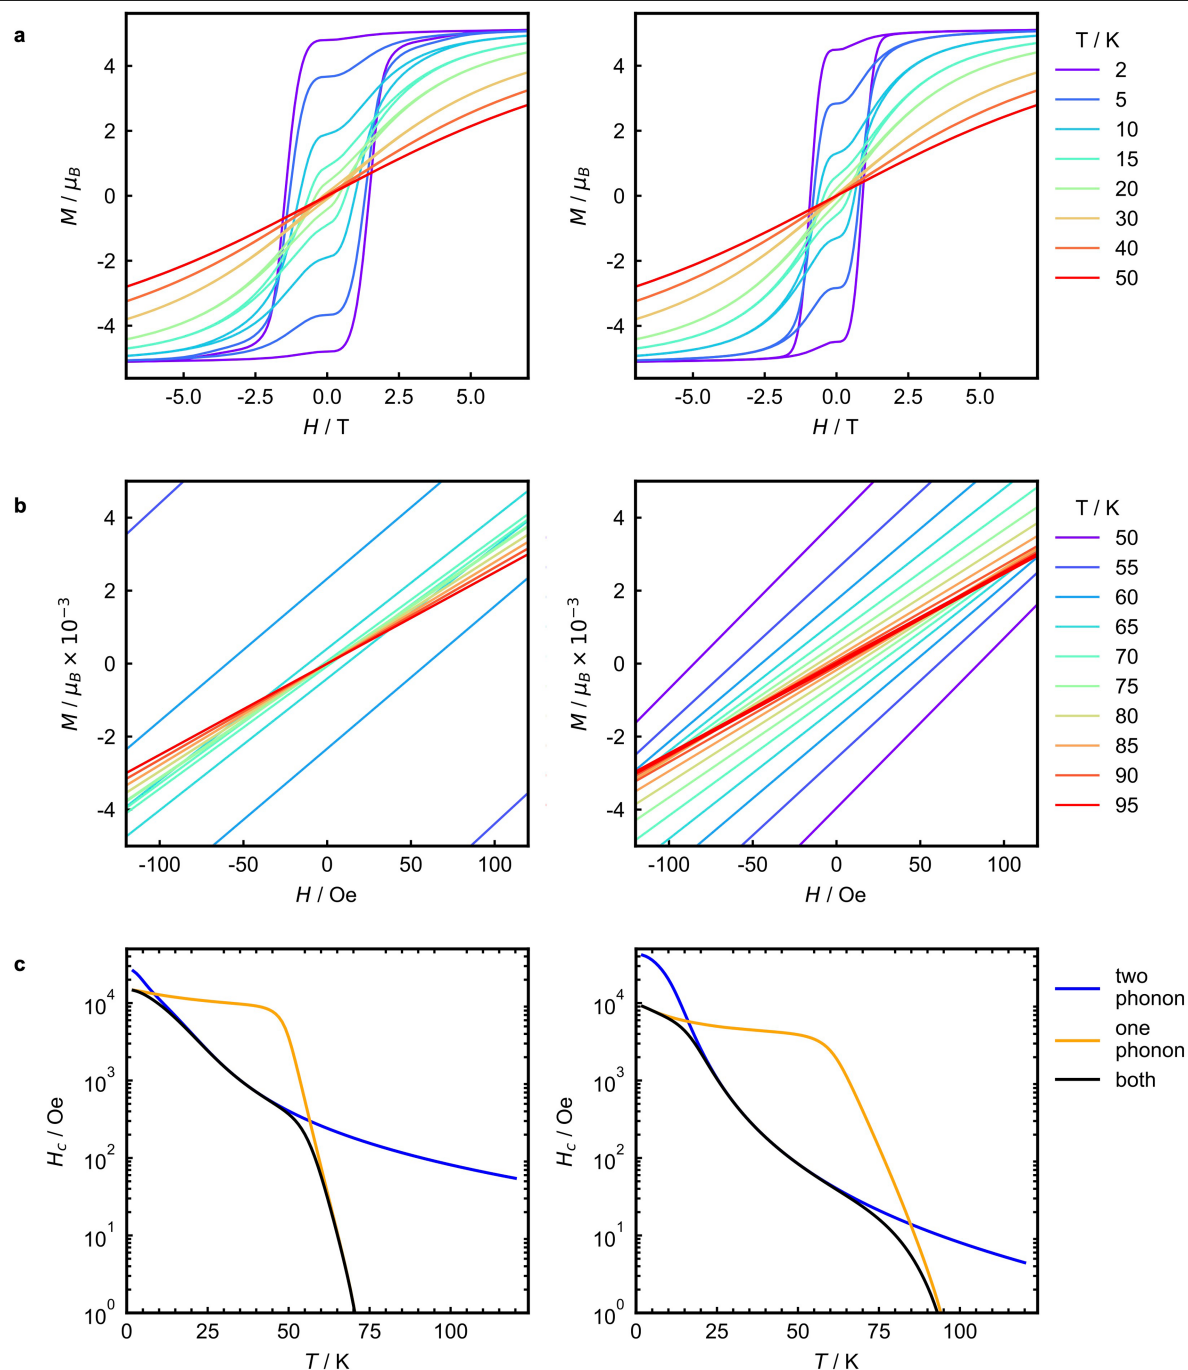 a
M / μB
4
2
0
-2
-4
-5.0 -2.5 0.0 2.5 5.0
H / T
M / μB
4
2
0
-2
-4
-5.0 -2.5 0.0 2.5 5.0
H / T
T / K
2
5
10
15
20
30
40
50
b
M / μB × 10⁻³
4
2
0
-2
-4
-100 -50 0 50 100
H / Oe
M / μB × 10⁻³
4
2
0
-2
-4
-100 -50 0 50 100
H / Oe
T / K
50
55
60
65
70
75
80
85
90
95
c
Hc / Oe
10⁴
10³
10²
10¹
10⁰
0 25 50 75 100
T / K
Hc / Oe
10⁴
10³
10²
10¹
10⁰
0 25 50 75 100
T / K
two
phonon
one
phonon
both